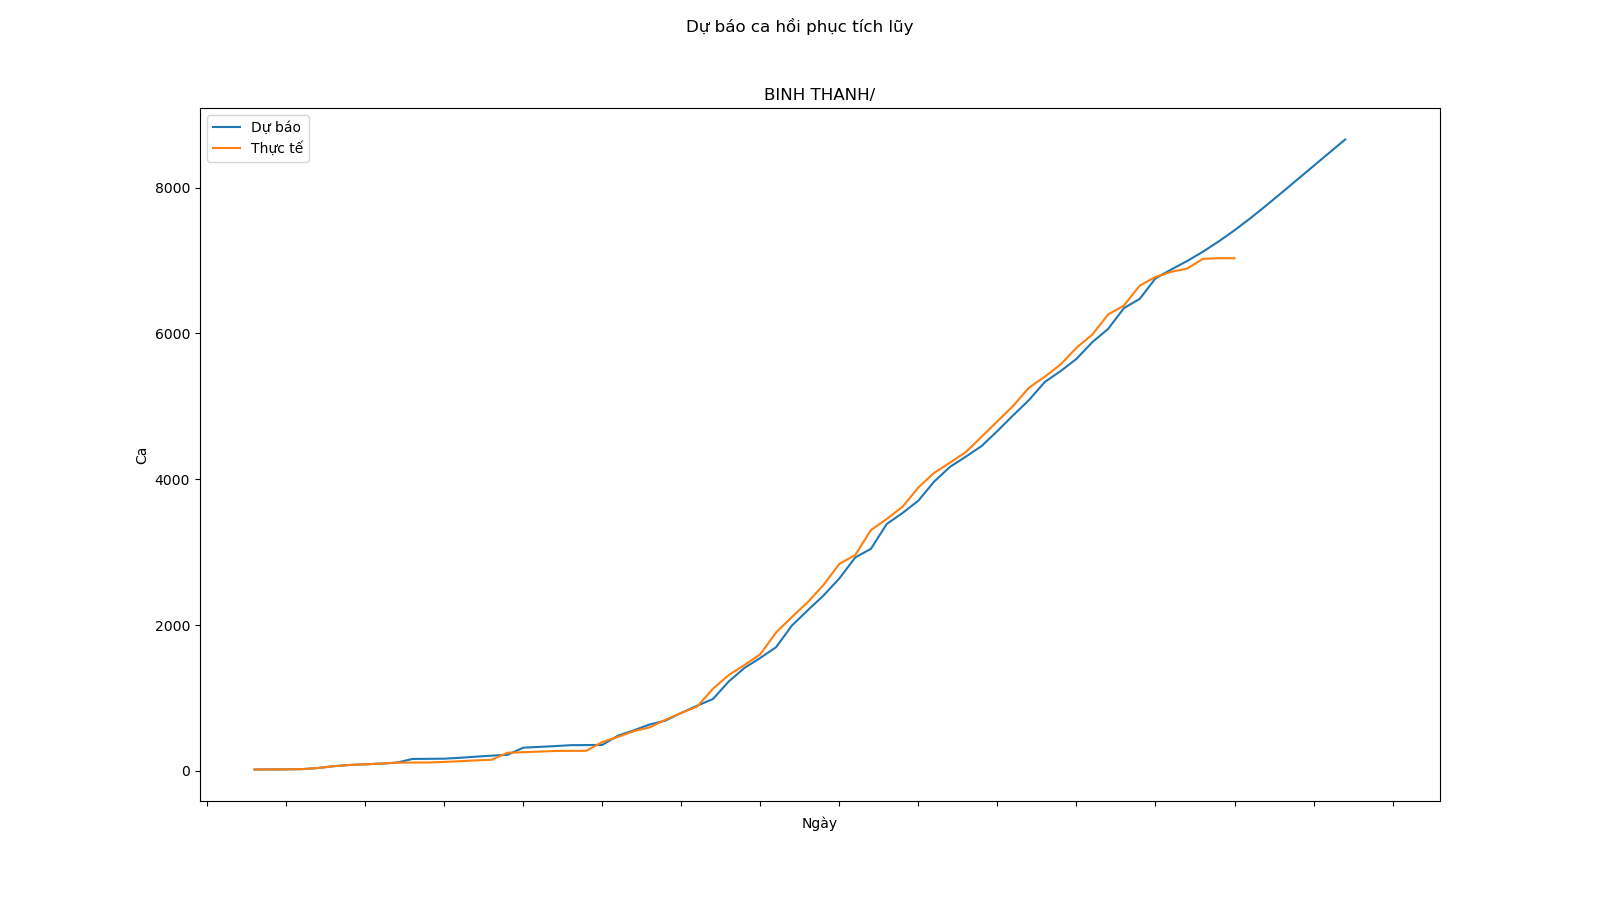 Dự báo ca hồi phục tích lũy
BINH THANH/
Dự báo
Thực tế
8000
6000
4000
2000
0
Ca
Ngày